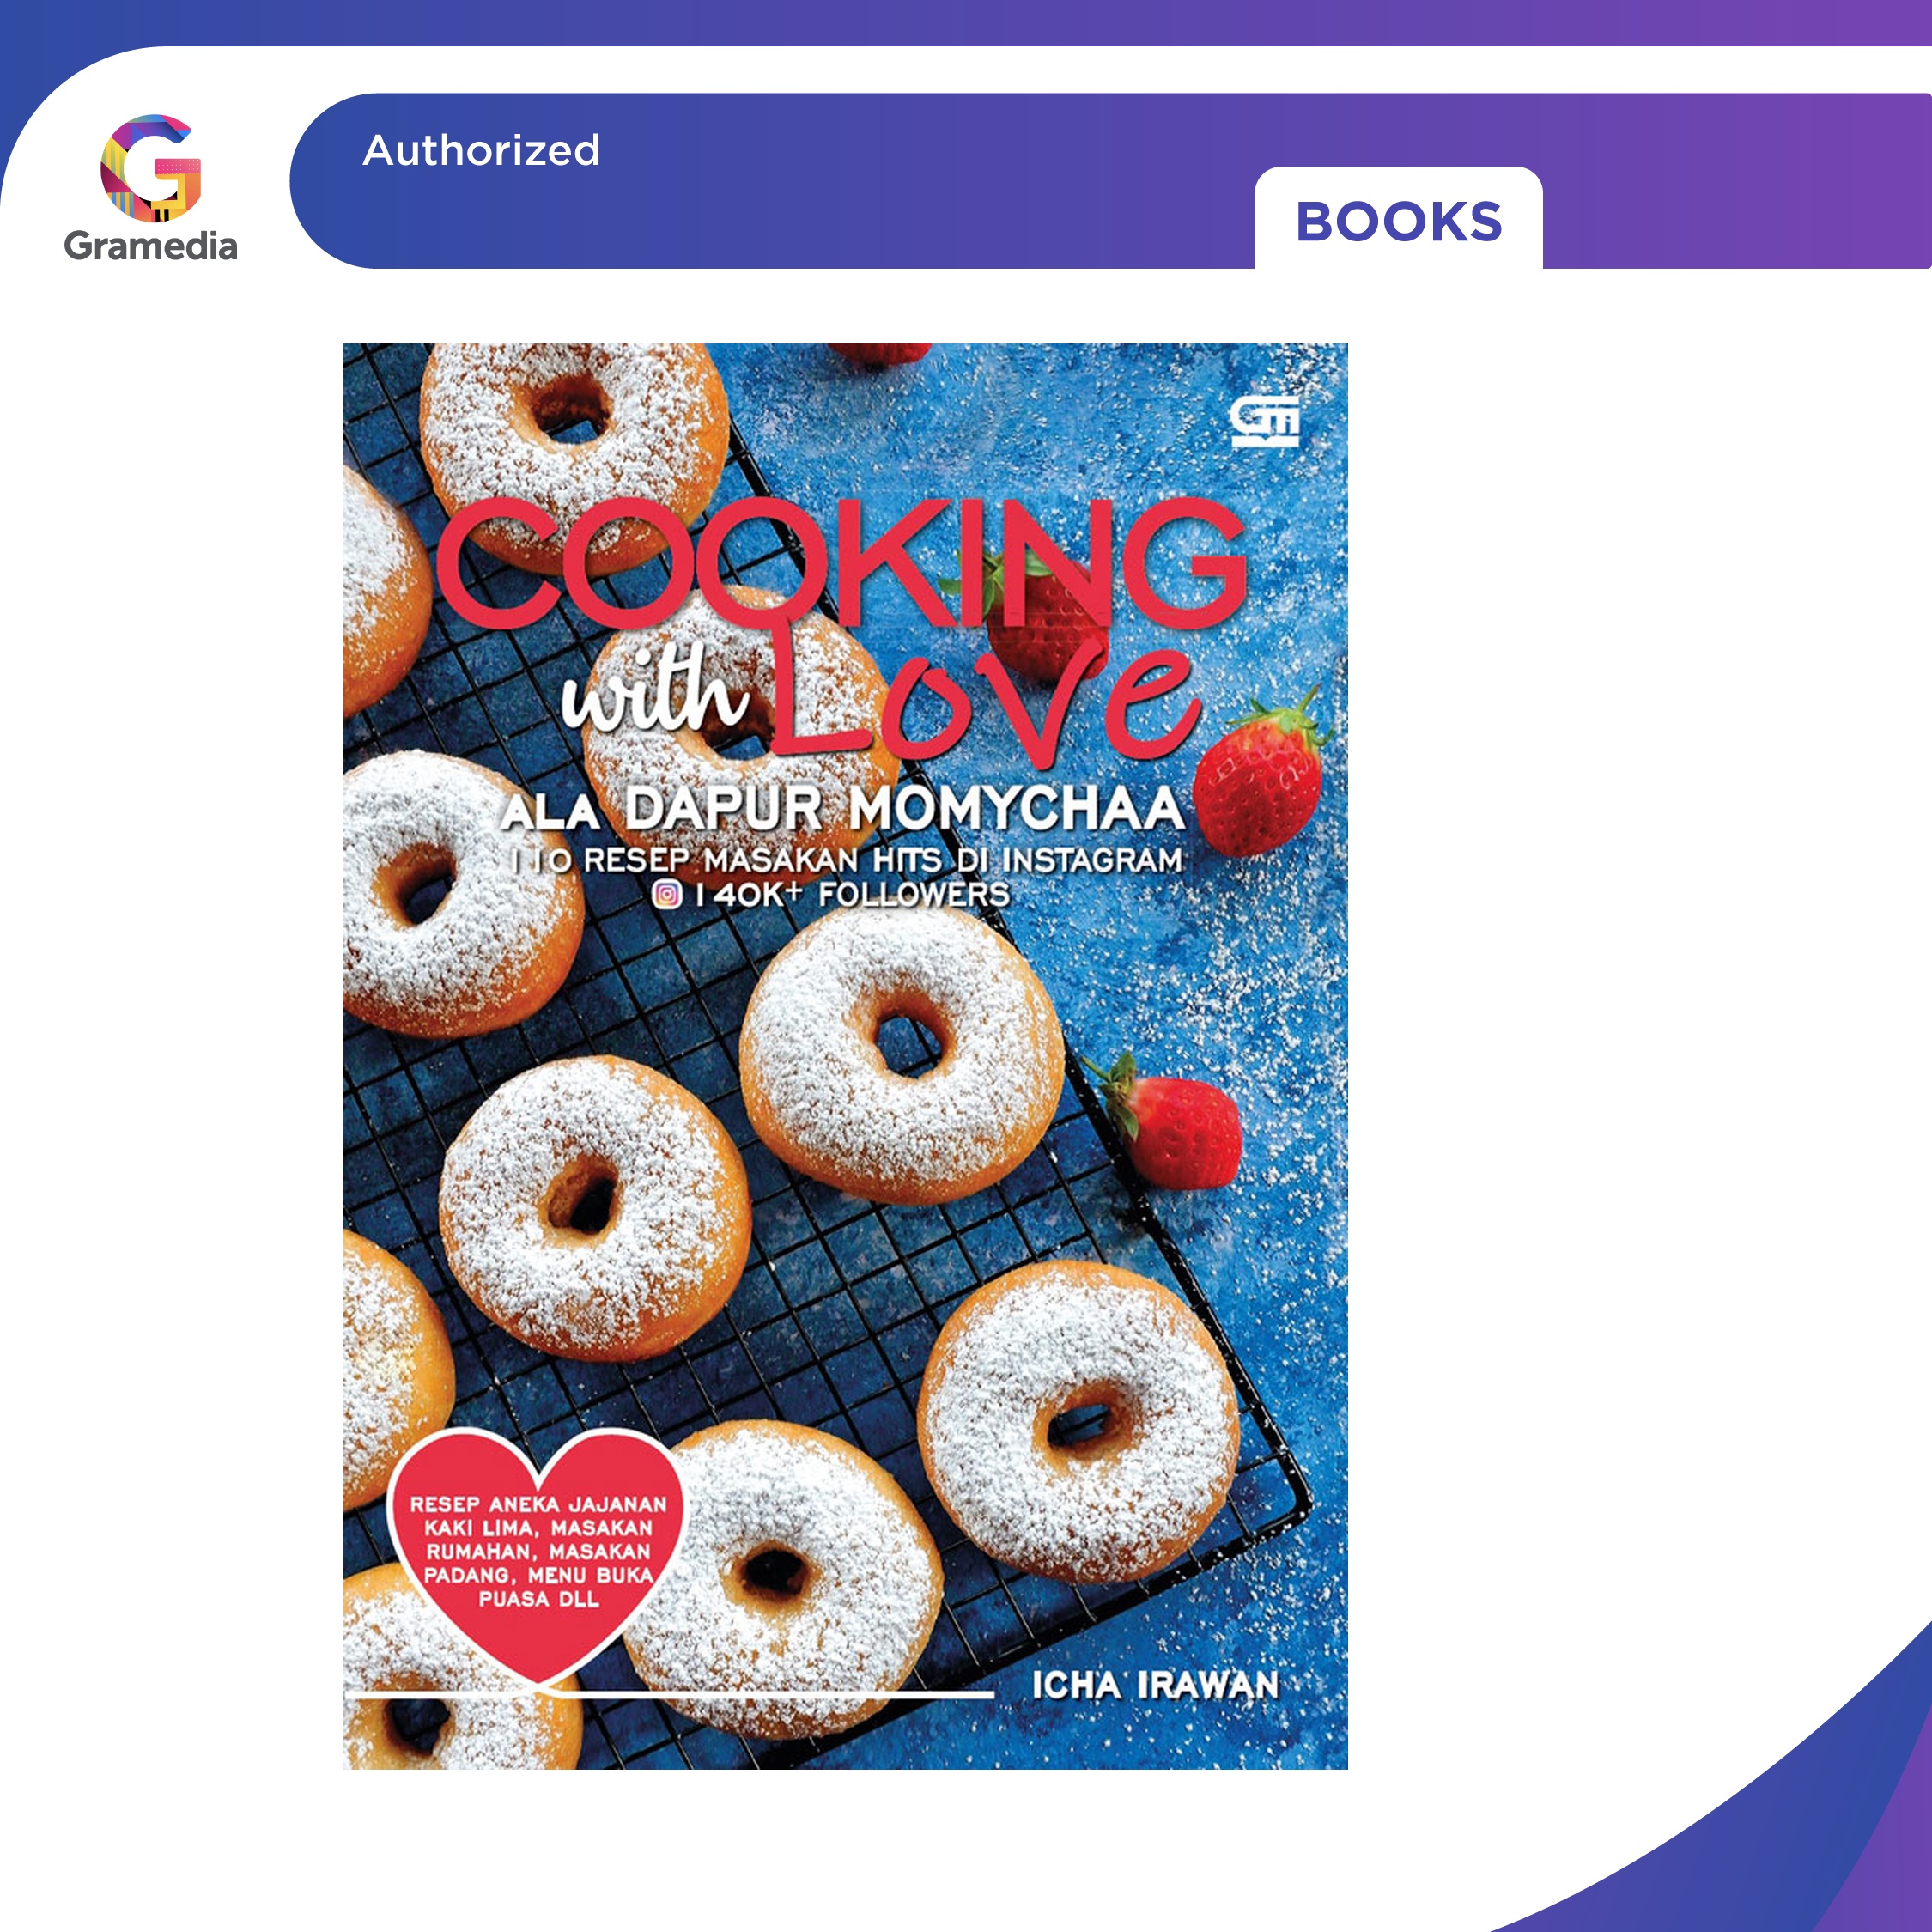 Gramedia
Authorized
BOOKS
COOKING
with Love
ALA DAPUR MOMYCHAA
110 RESEP MASAKAN HITS DI INSTAGRAM
140K+ FOLLOWERS
RESEP ANEKA JAJANAN
KAKI LIMA, MASAKAN
RUMAHAN, MASAKAN
PADANG, MENU BUKA
PUASA DLL
ICHA IRAWAN